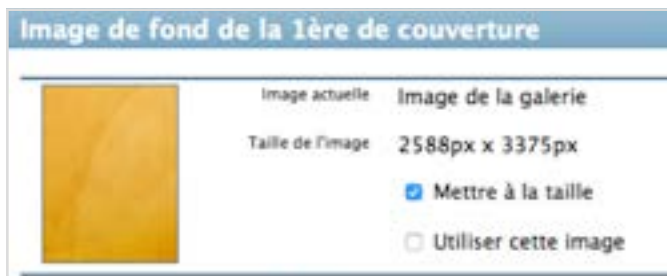 Image de fond de la 1ère de couverture
Image actuelle Image de la galerie
Taille de l'image 2588px x 3375px
Mettre à la taille
Utiliser cette image